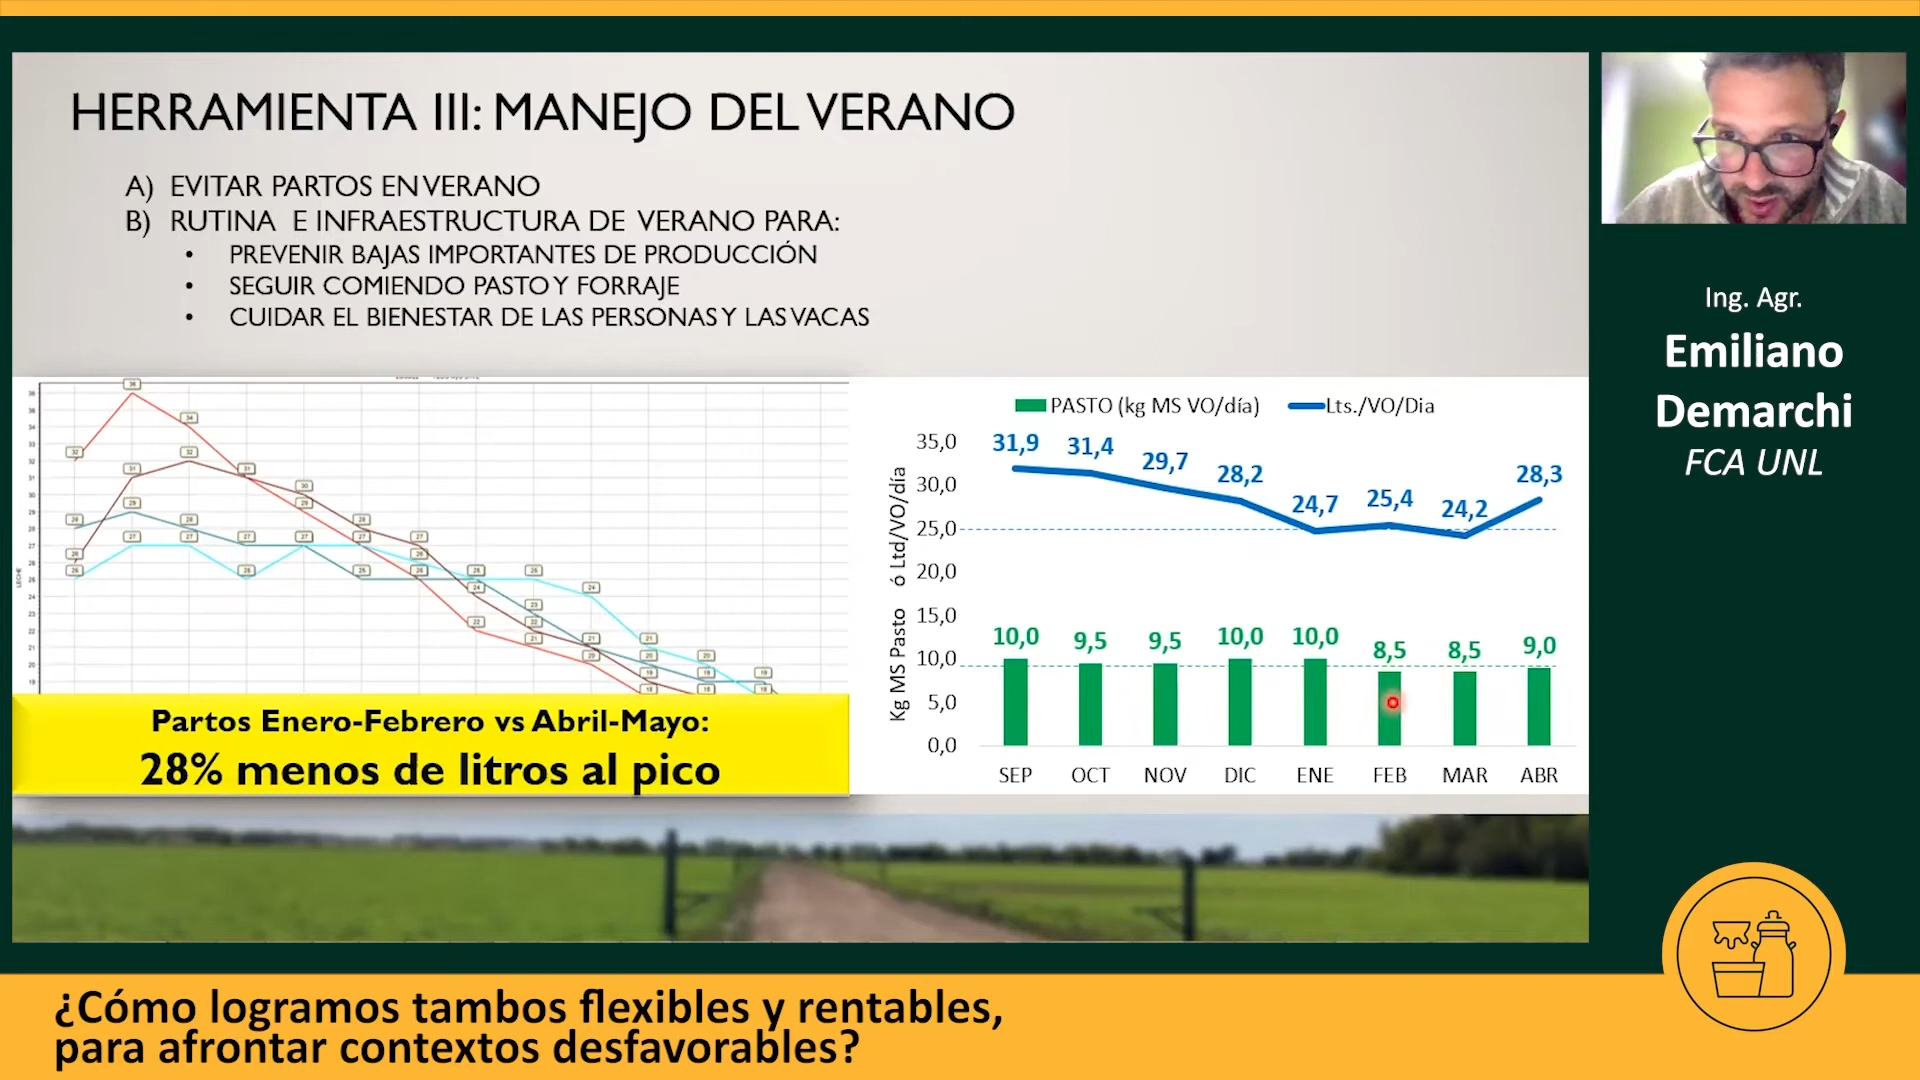 HERRAMIENTA III: MANEJO DEL VERANO
A) EVITAR PARTOS EN VERANO
B) RUTINA E INFRAESTRUCTURA DE VERANO PARA:
• PREVENIR BAJAS IMPORTANTES DE PRODUCCIÓN
• SEGUIR COMIENDO PASTO Y FORRAJE
• CUIDAR EL BIENESTAR DE LAS PERSONAS Y LAS VACAS
LECHE
Partos Enero-Febrero vs Abril-Mayo:
28% menos de litros al pico
PASTO (kg MS VO/día) Lts./VO/Dia
Kg MS Pasto ó Ltd/VO/día
35,0
30,0
25,0
20,0
15,0
10,0
5,0
0,0
31,9 31,4 29,7 28,2 24,7 25,4 24,2 28,3
10,0 9,5 9,5 10,0 10,0 8,5 8,5 9,0
SEP OCT NOV DIC ENE FEB MAR ABR
Ing. Agr.
Emiliano
Demarchi
FCA UNL
¿Cómo logramos tambos flexibles y rentables,
para afrontar contextos desfavorables?